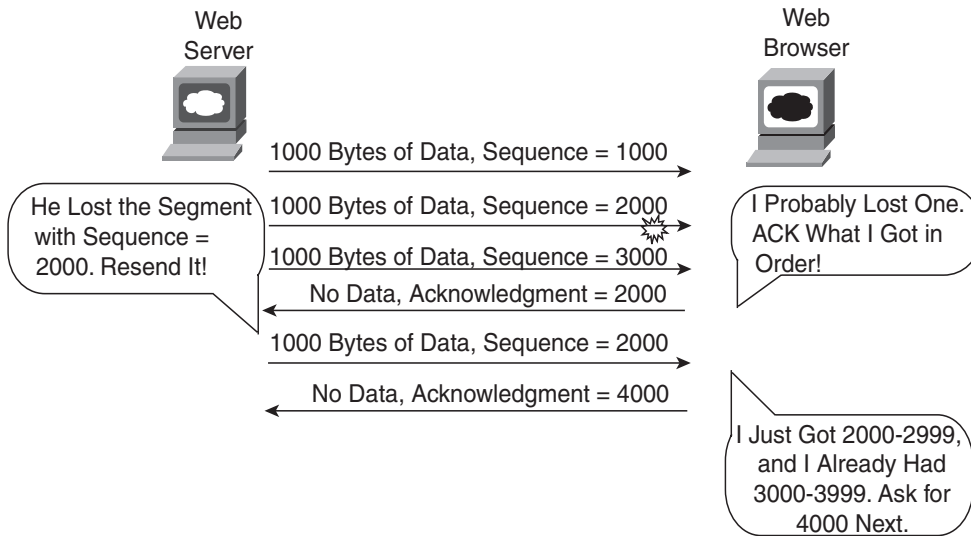 Web
Server
Web
Browser
1000 Bytes of Data, Sequence = 1000
He Lost the Segment
with Sequence =
2000. Resend It!
1000 Bytes of Data, Sequence = 2000
1000 Bytes of Data, Sequence = 3000
No Data, Acknowledgment = 2000
I Probably Lost One.
ACK What I Got in
Order!
1000 Bytes of Data, Sequence = 2000
No Data, Acknowledgment = 4000
I Just Got 2000-2999,
and I Already Had
3000-3999. Ask for
4000 Next.